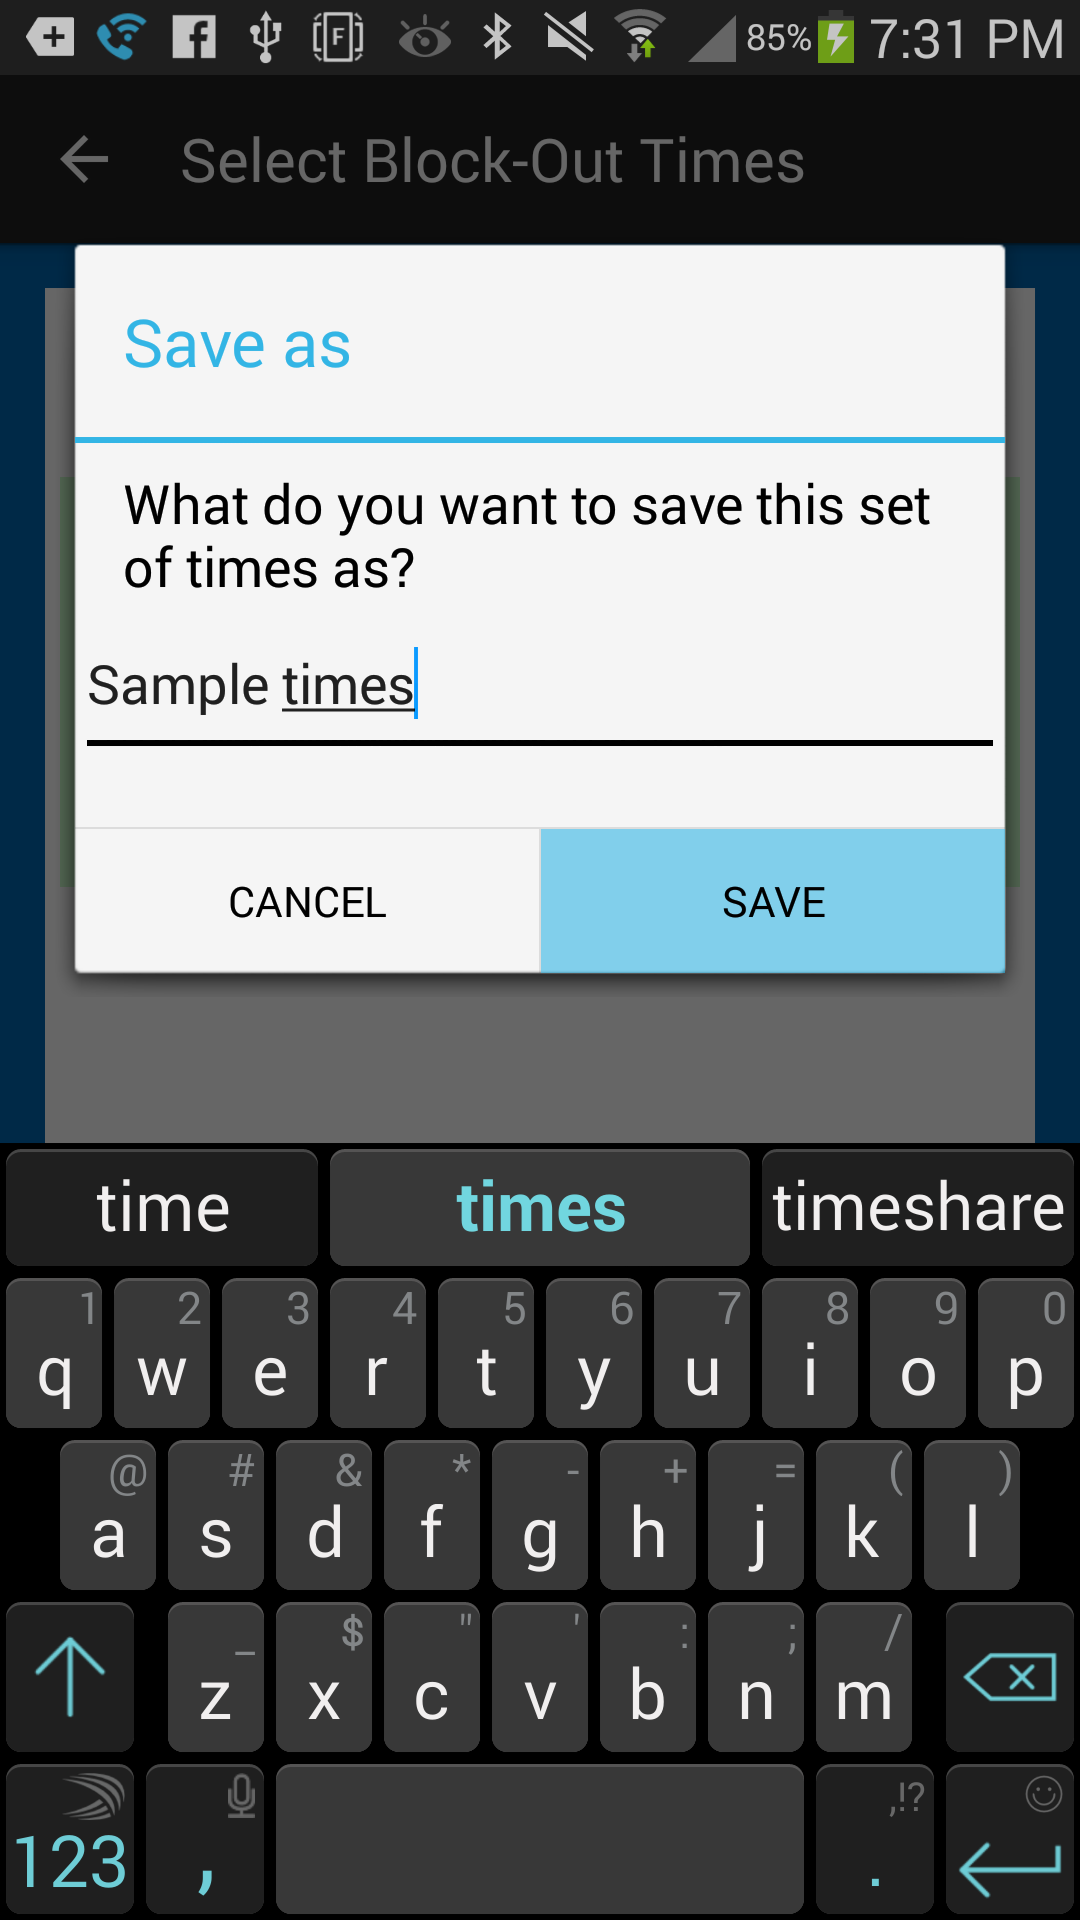 85% 7:31 PM
Select Block-Out Times
Save as
What do you want to save this set
of times as?
Sample times
CANCEL SAVE
time times timeshare
1 2 3 4 5 6 7 8 9 0
q w e r t y u i o p
@ # & * - + = ( )
a s d f g h j k l
_ $ " ' : ; /
z x c v b n m
,!?
123 , .